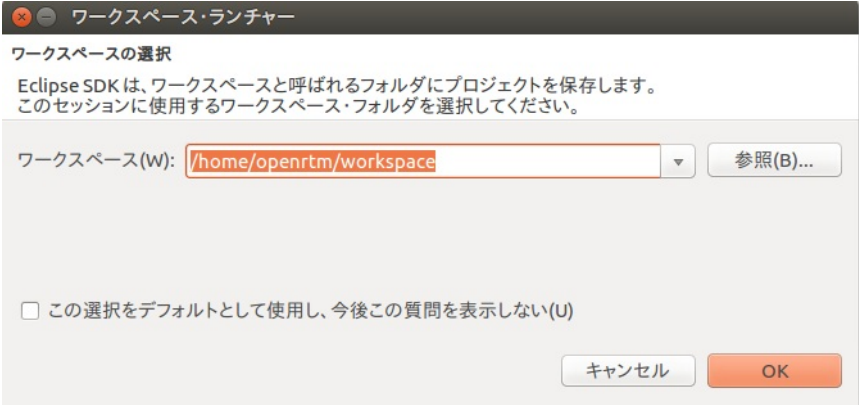 ワークスペース・ランチャー
ワークスペースの選択
Eclipse SDK は、ワークスペースと呼ばれるフォルダにプロジェクトを保存します。
このセッションに使用するワークスペース・フォルダを選択してください。
ワークスペース(W): /home/openrtm/workspace 参照(B)...
この選択をデフォルトとして使用し、今後この質問を表示しない(U)
キャンセル OK